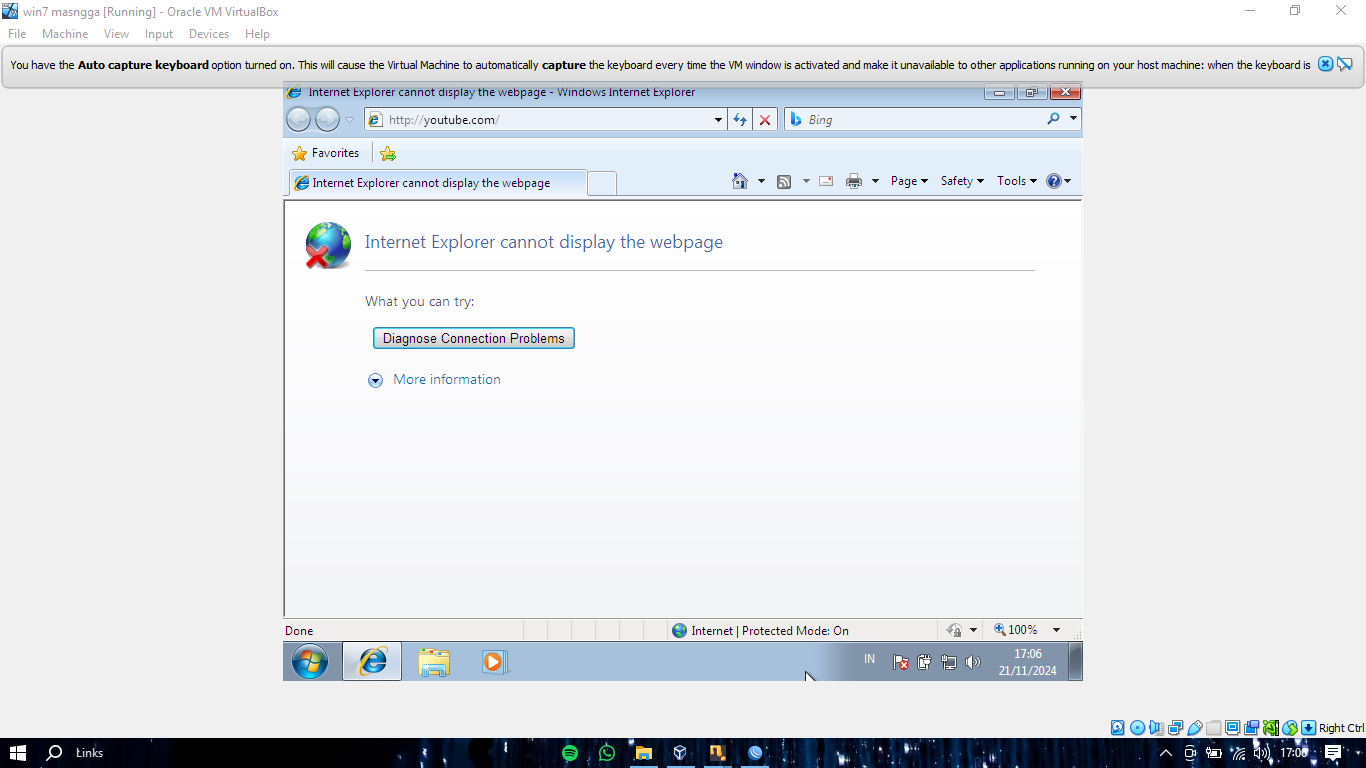 win7 masngga [Running] - Oracle VM VirtualBox
File Machine View Input Devices Help
You have the Auto capture keyboard option turned on. This will cause the Virtual Machine to automatically capture the keyboard every time the VM window is activated and make it unavailable to other applications running on your host machine: when the keyboard is
Internet Explorer cannot display the webpage - Windows Internet Explorer
http://youtube.com/
Bing
Favorites
Internet Explorer cannot display the webpage
Page Safety Tools
Internet Explorer cannot display the webpage
What you can try:
Diagnose Connection Problems
More information
Done
Internet | Protected Mode: On
100%
IN
17:06
21/11/2024
Right Ctrl
Łinks
17:06